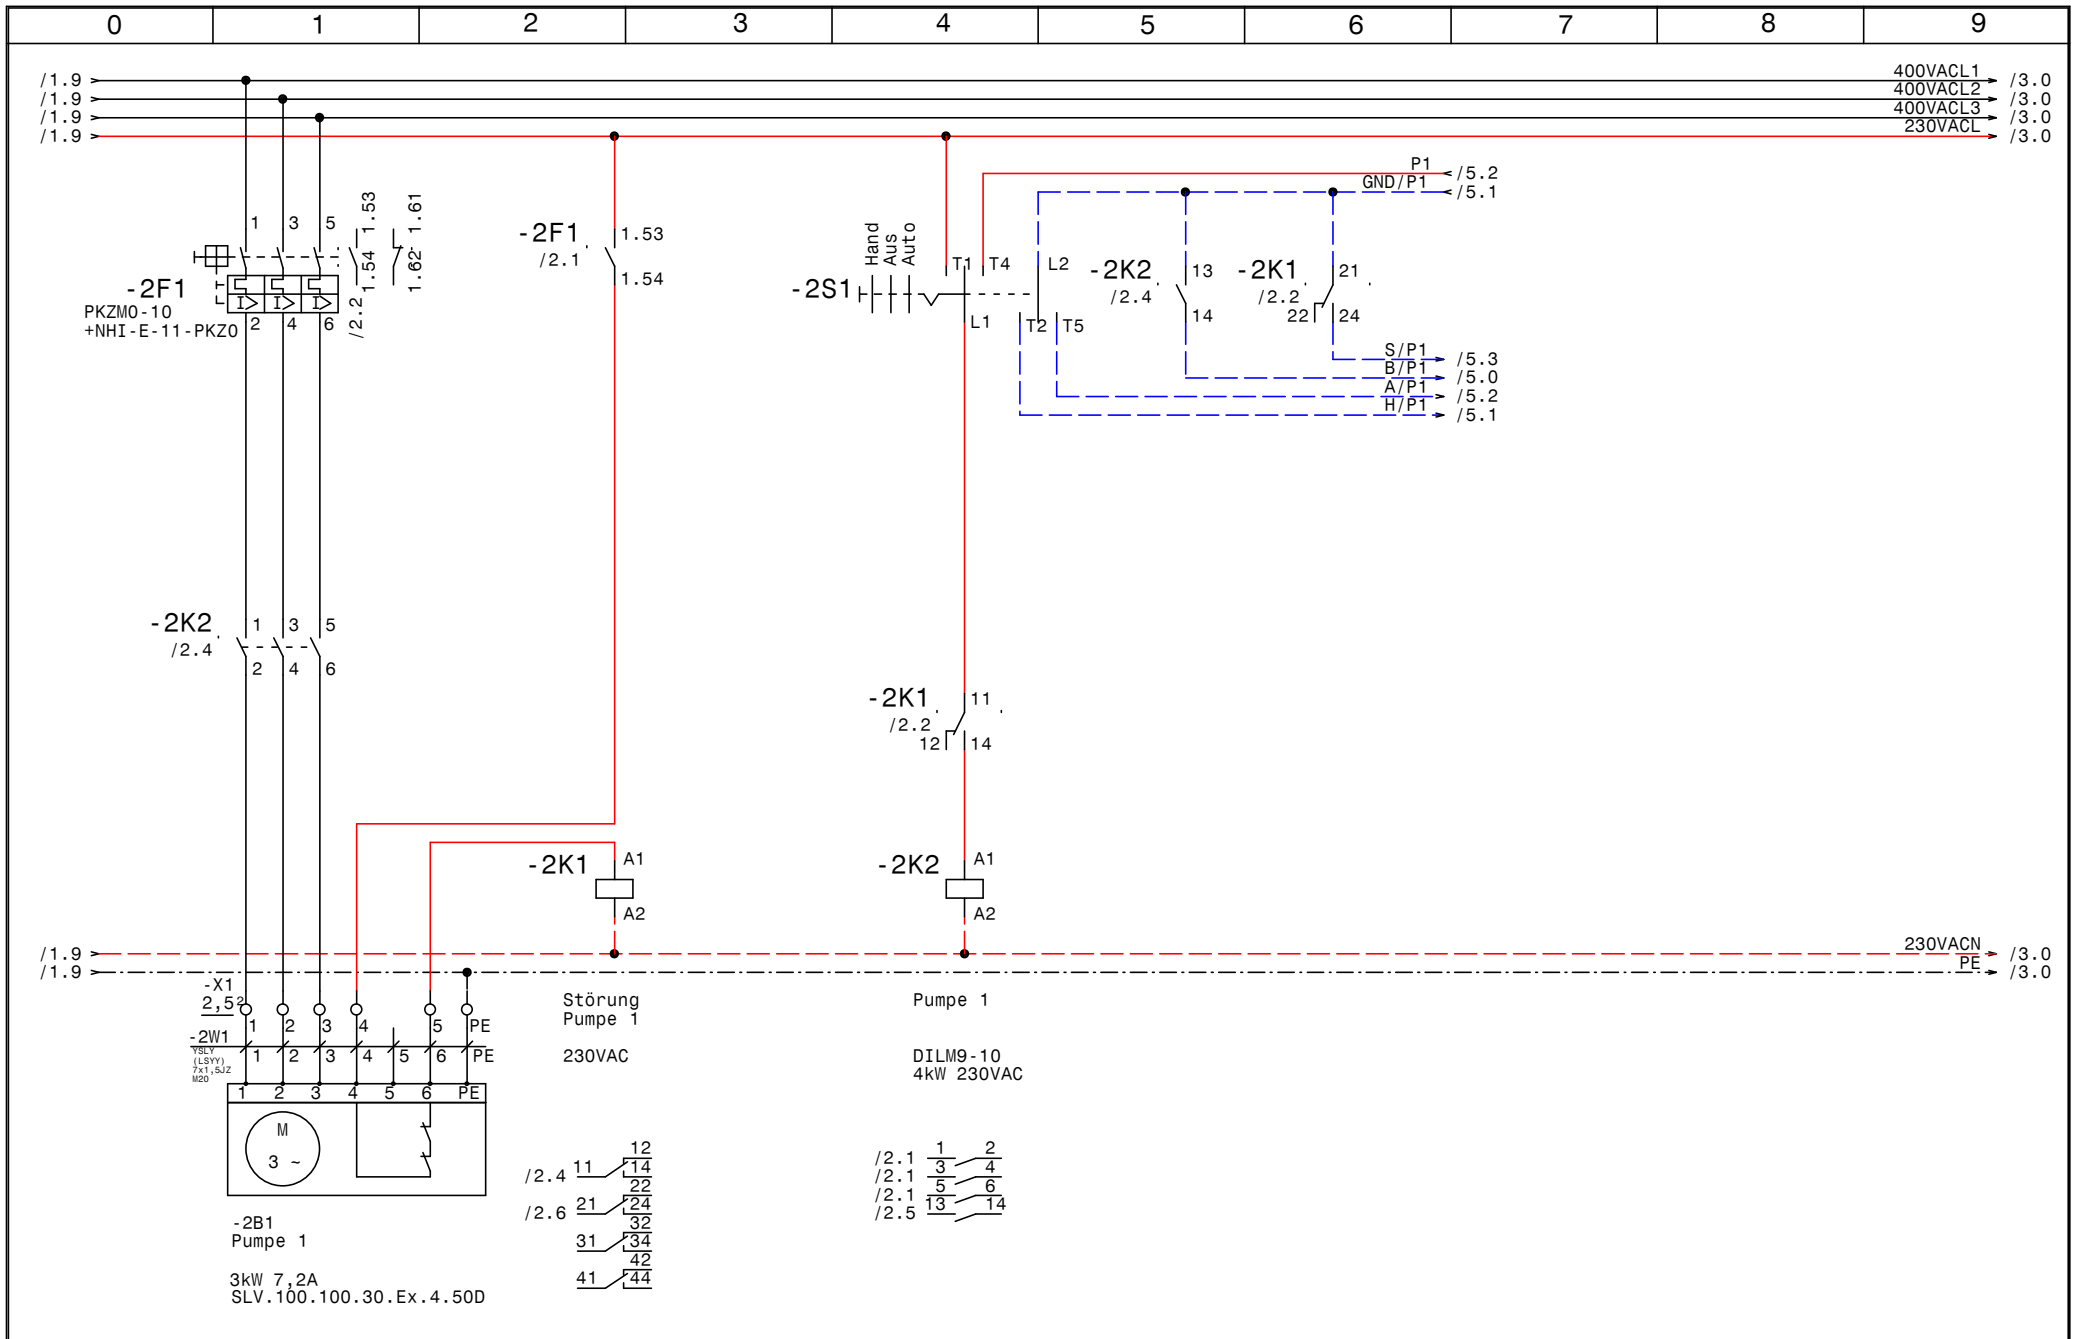 0 1 2 3 4 5 6 7 8 9
/1.9 400VACL1 /3.0
/1.9 400VACL2 /3.0
/1.9 400VACL3 /3.0
/1.9 230VACL /3.0
P1 /5.2
GND/P1 /5.1
1 3 5
1.53
1.54
1.61
1.62
/2.2
-2F1
PKZM0-10
+NHI-E-11-PKZ0
I> I> I>
2 4 6
-2F1
/2.1
1.53
1.54
Hand
Aus
Auto
-2S1
T1 T4 L2
L1 T2 T5
-2K2
/2.4
13
14
-2K1
/2.2
21
22 24
S/P1 /5.3
B/P1 /5.0
A/P1 /5.2
H/P1 /5.1
-2K2
/2.4
1 3 5
2 4 6
-2K1
/2.2
11
12 14
-2K1
A1
A2
-2K2
A1
A2
/1.9 230VACN /3.0
/1.9 PE /3.0
-X1
2,5²
1 2 3 4 5 PE
-2W1
YSLY
(LSYY)
7x1,5JZ
M20
1 2 3 4 5 6 PE
1 2 3 4 5 6 PE
M
3 ~
-2B1
Pumpe 1
3kW 7,2A
SLV.100.100.30.Ex.4.50D
Störung
Pumpe 1
230VAC
Pumpe 1
DILM9-10
4kW 230VAC
12
/2.4 11 14
22
/2.6 21 24
32
31 34
42
41 44
/2.1 1 2
/2.1 3 4
/2.1 5 6
/2.5 13 14